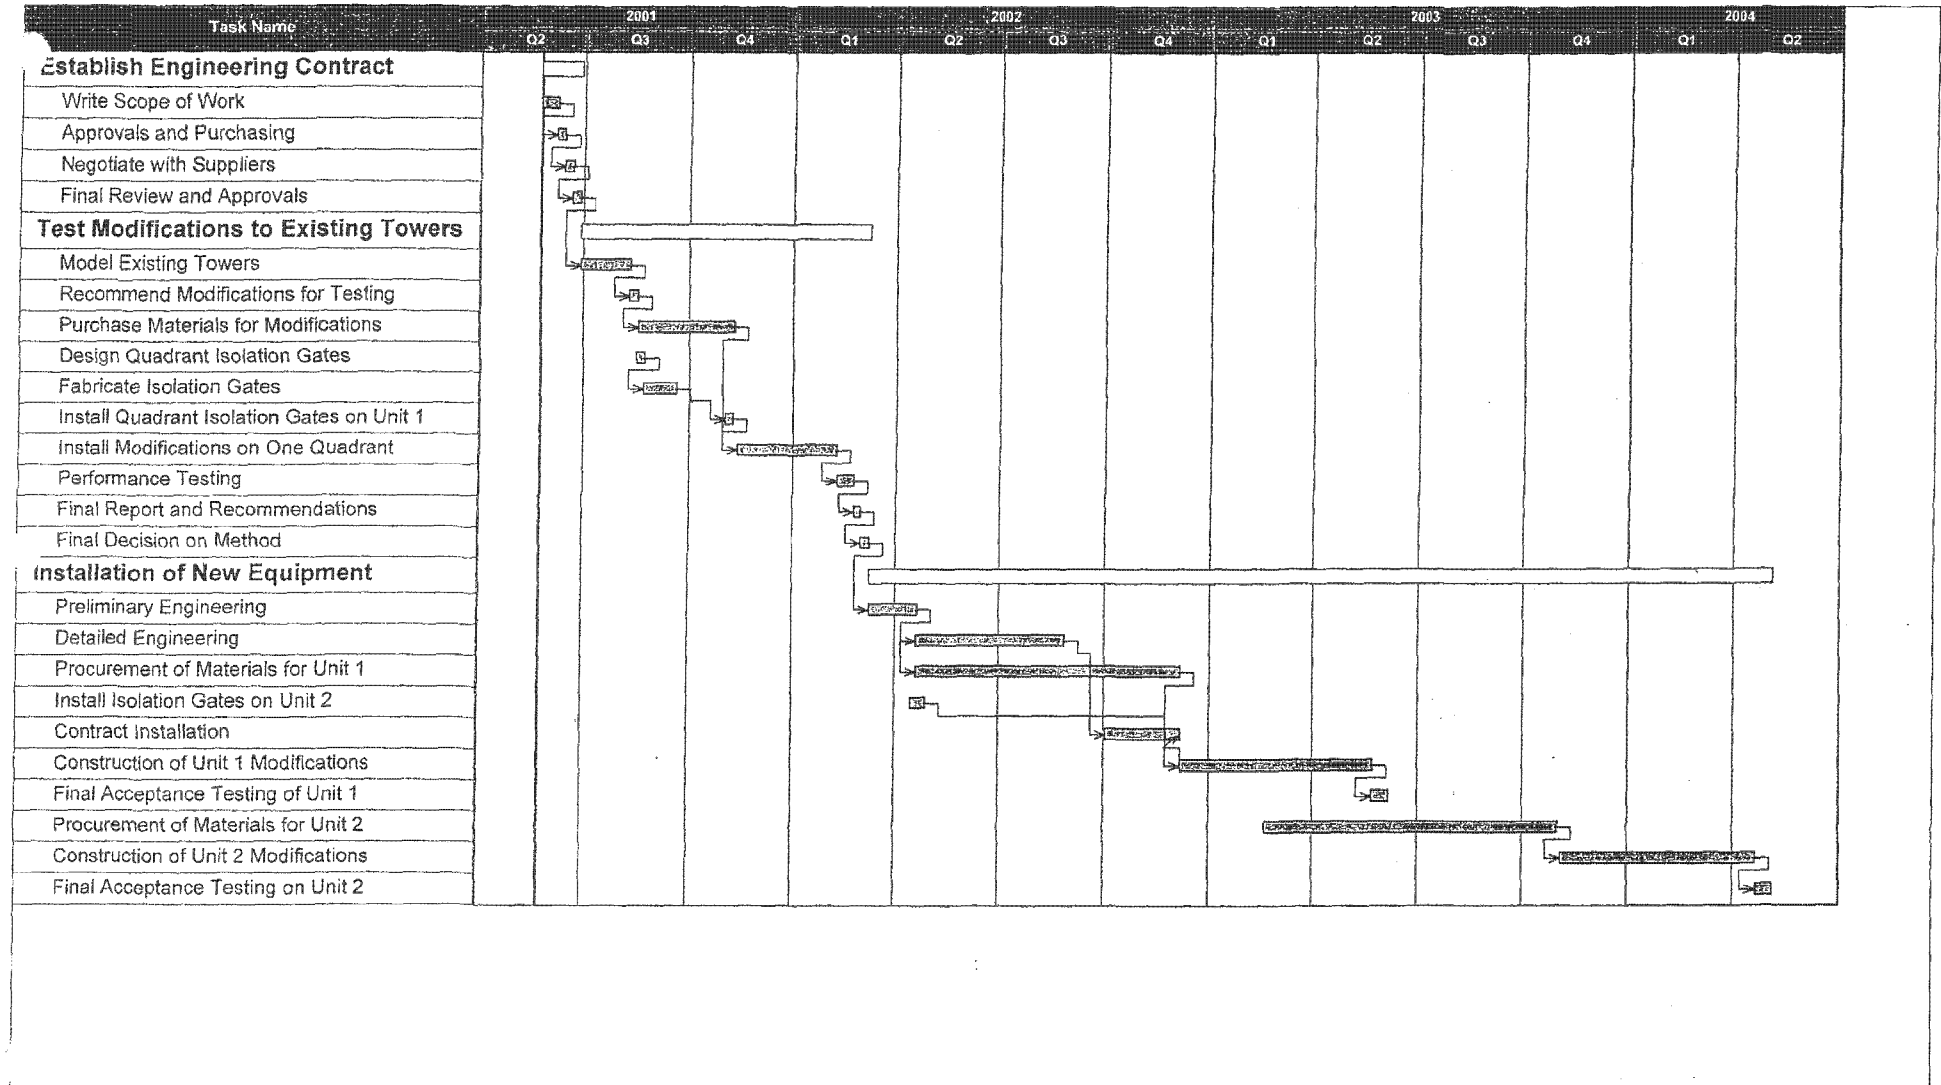 Task Name
2001 2002 2003 2004
Q2 Q3 Q4 Q1 Q2 Q3 Q4 Q1 Q2 Q3 Q4 Q1 Q2
Establish Engineering Contract
Write Scope of Work
Approvals and Purchasing
Negotiate with Suppliers
Final Review and Approvals
Test Modifications to Existing Towers
Model Existing Towers
Recommend Modifications for Testing
Purchase Materials for Modifications
Design Quadrant Isolation Gates
Fabricate Isolation Gates
Install Quadrant Isolation Gates on Unit 1
Install Modifications on One Quadrant
Performance Testing
Final Report and Recommendations
Final Decision on Method
Installation of New Equipment
Preliminary Engineering
Detailed Engineering
Procurement of Materials for Unit 1
Install Isolation Gates on Unit 2
Contract Installation
Construction of Unit 1 Modifications
Final Acceptance Testing of Unit 1
Procurement of Materials for Unit 2
Construction of Unit 2 Modifications
Final Acceptance Testing on Unit 2